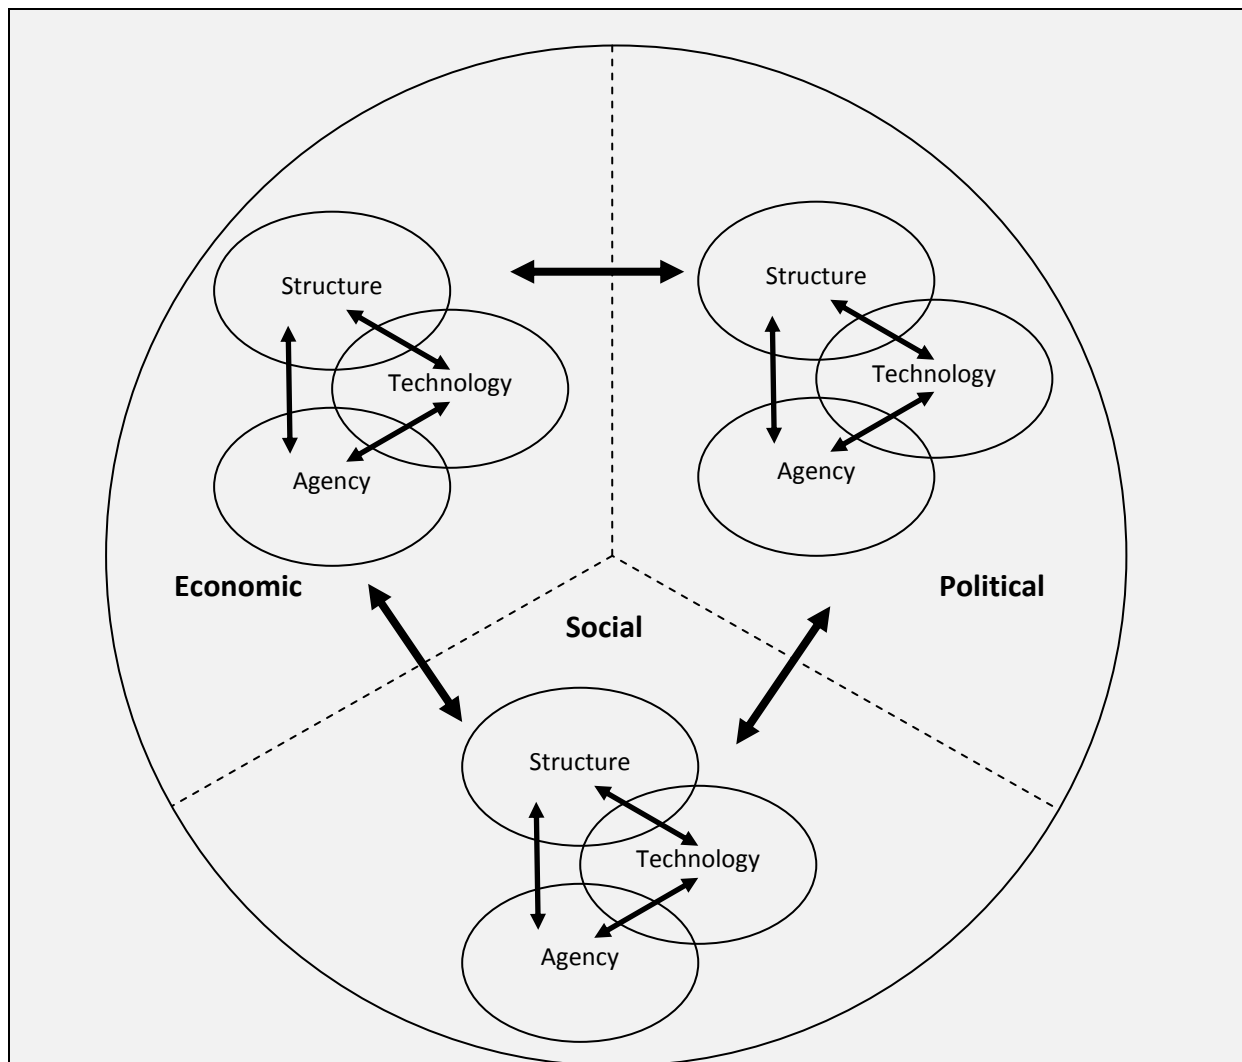 Structure
Technology
Agency
Economic
Structure
Technology
Agency
Political
Social
Structure
Technology
Agency